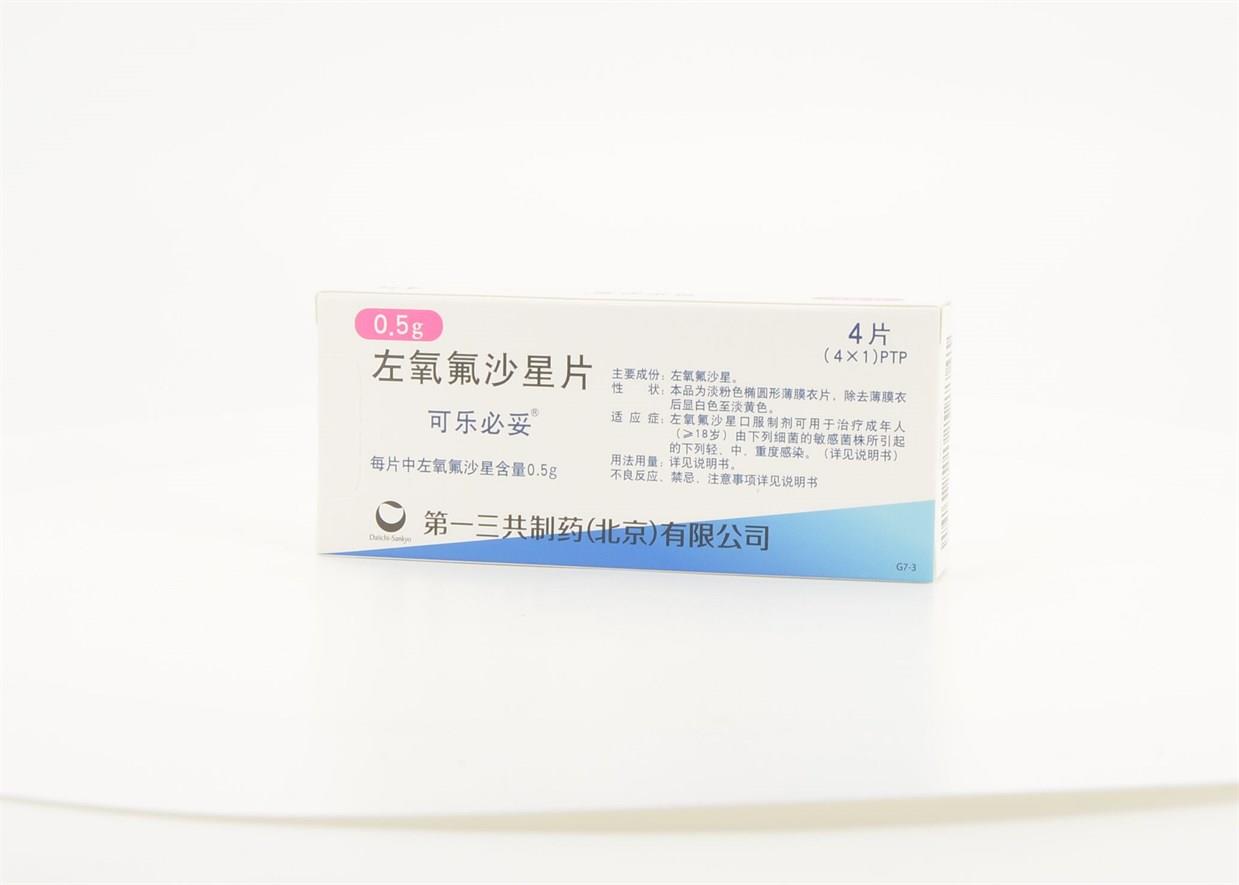 0.5g
左氧氟沙星片
可乐必妥®
每片中左氧氟沙星含量0.5g
4片
(4×1)PTP
主要成份：左氧氟沙星。
性 状：本品为淡粉色椭圆形薄膜衣片，除去薄膜衣
后显白色至淡黄色。
适应症：左氧氟沙星口服制剂可用于治疗成年人
（≥18岁）由下列细菌的敏感菌株所引起
的下列轻、中、重度感染。（详见说明书）
用法用量：详见说明书。
不良反应、禁忌、注意事项详见说明书
Daiichi-Sankyo
第一三共制药(北京)有限公司
G7-3